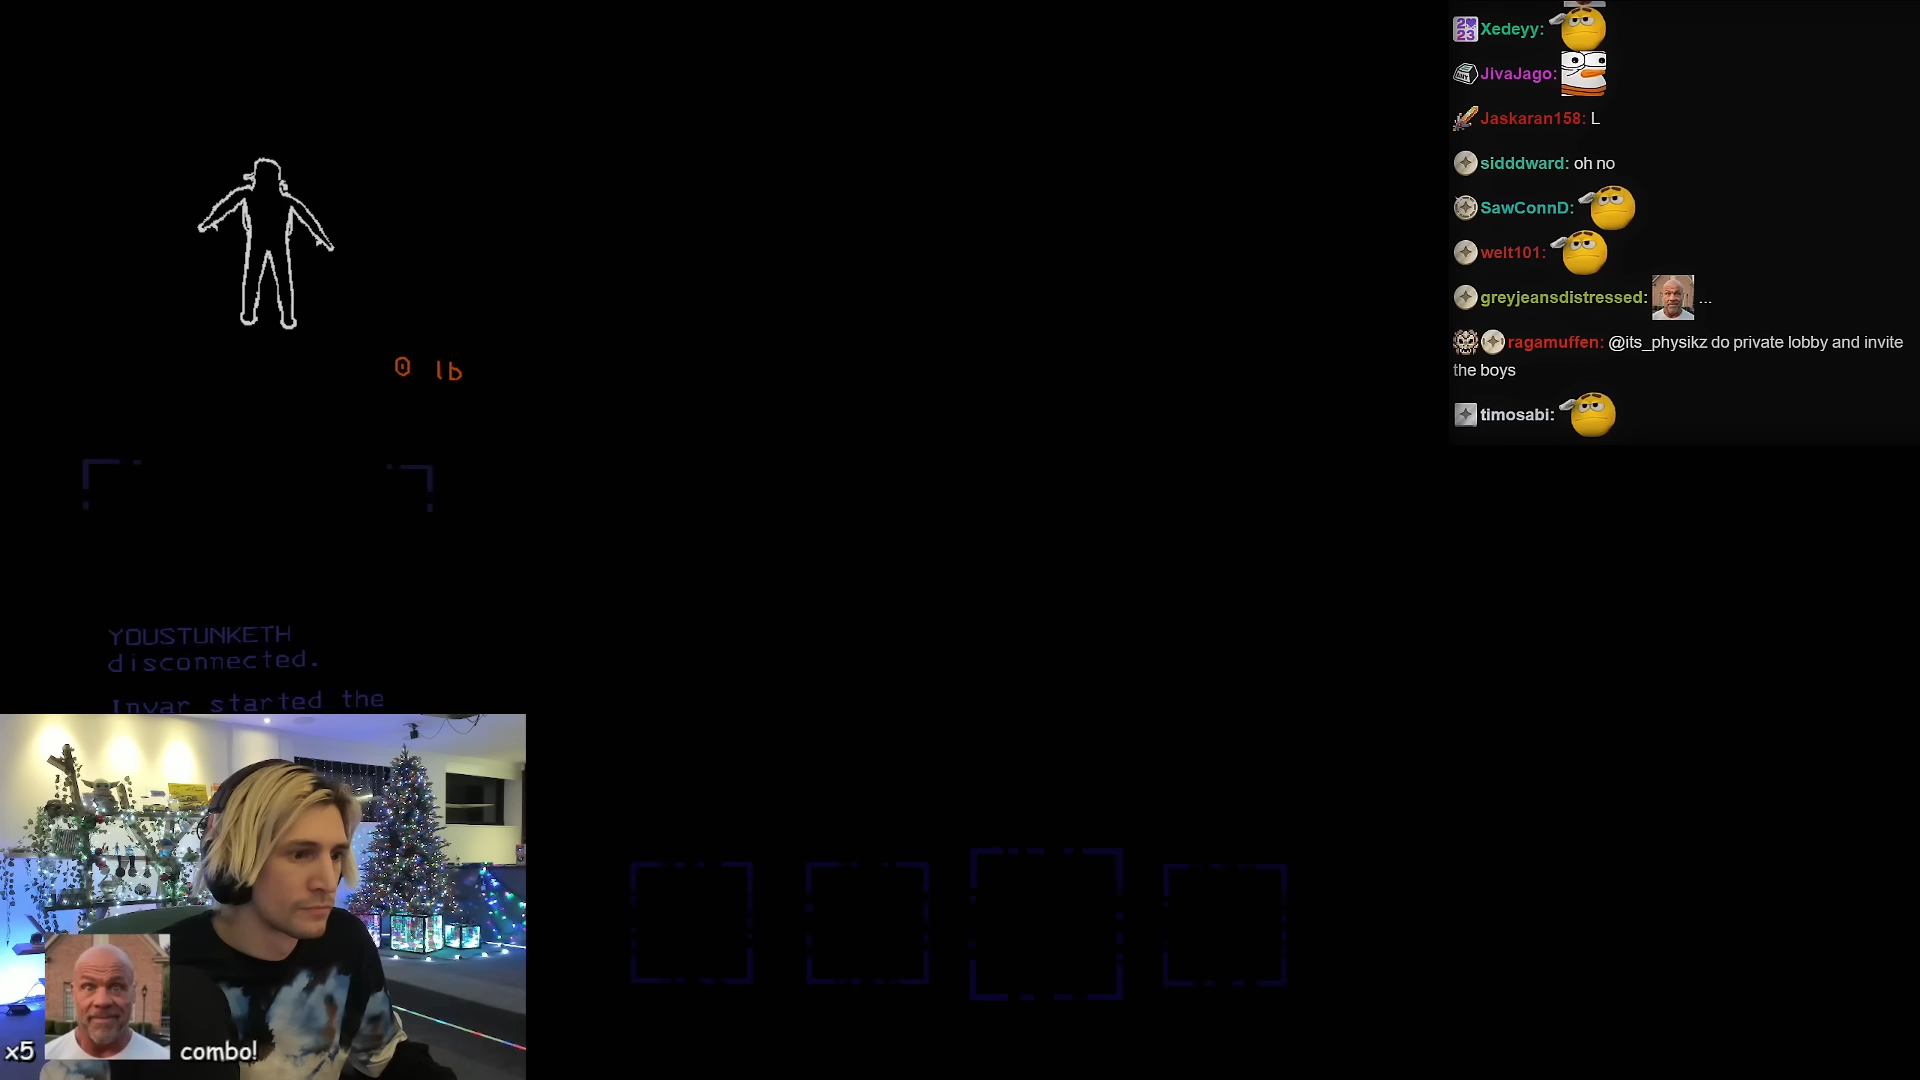 Xedeyy:
JivaJago:
Jaskaran158: L
sidddward: oh no
SawConnD:
welt101:
greyjeansdistressed: ...
ragamuffen: @its_physikz do private lobby and invite
the boys
timosabi:
0 lb
YOUSTUNKETH
disconnected.
Invar started the
x5 combo!